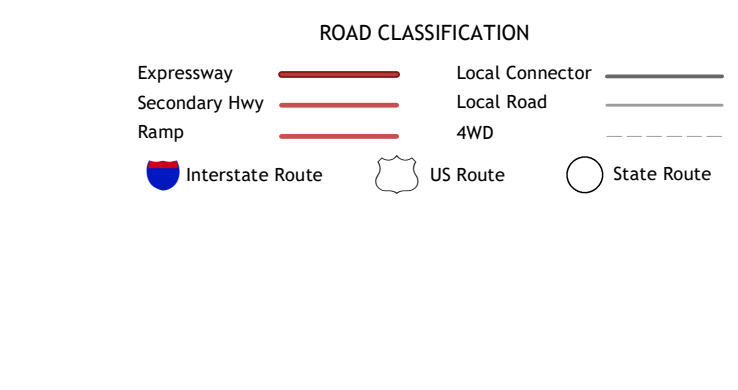 ROAD CLASSIFICATION
Expressway
Local Connector
Secondary Hwy
Local Road
Ramp
4WD
Interstate Route
US Route
State Route